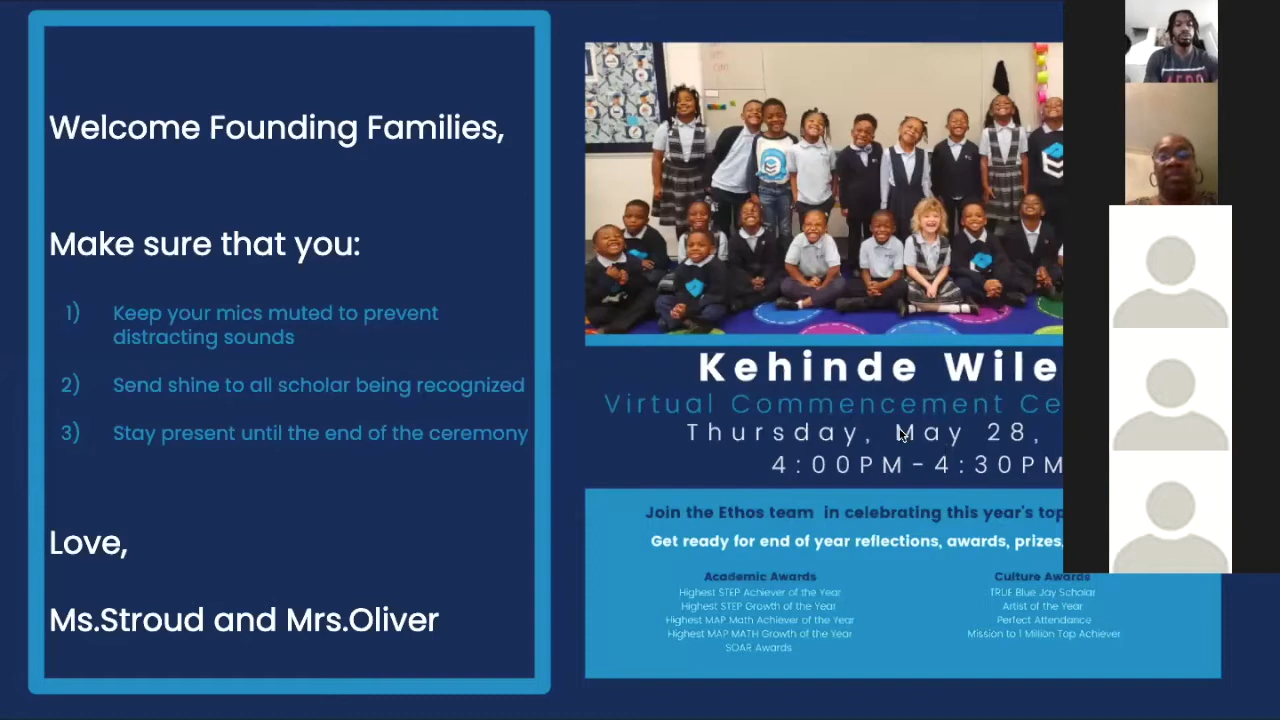 Welcome Founding Families,
Make sure that you:
1) Keep your mics muted to prevent
distracting sounds
2) Send shine to all scholar being recognized
3) Stay present until the end of the ceremony
Love,
Ms.Stroud and Mrs.Oliver
Kehinde Wile
Virtual Commencement Ce
Thursday, May 28,
4:00PM-4:30PM
Join the Ethos team in celebrating this year's top
Get ready for end of year reflections, awards, prizes,
Academic Awards
Highest STEP Achiever of the Year
Highest STEP Growth of the Year
Highest MAP Math Achiever of the Year
Highest MAP MATH Growth of the Year
SOAR Awards
Culture Awards
TRUE Blue Jay Scholar
Artist of the Year
Perfect Attendance
Mission to 1 Million Top Achiever